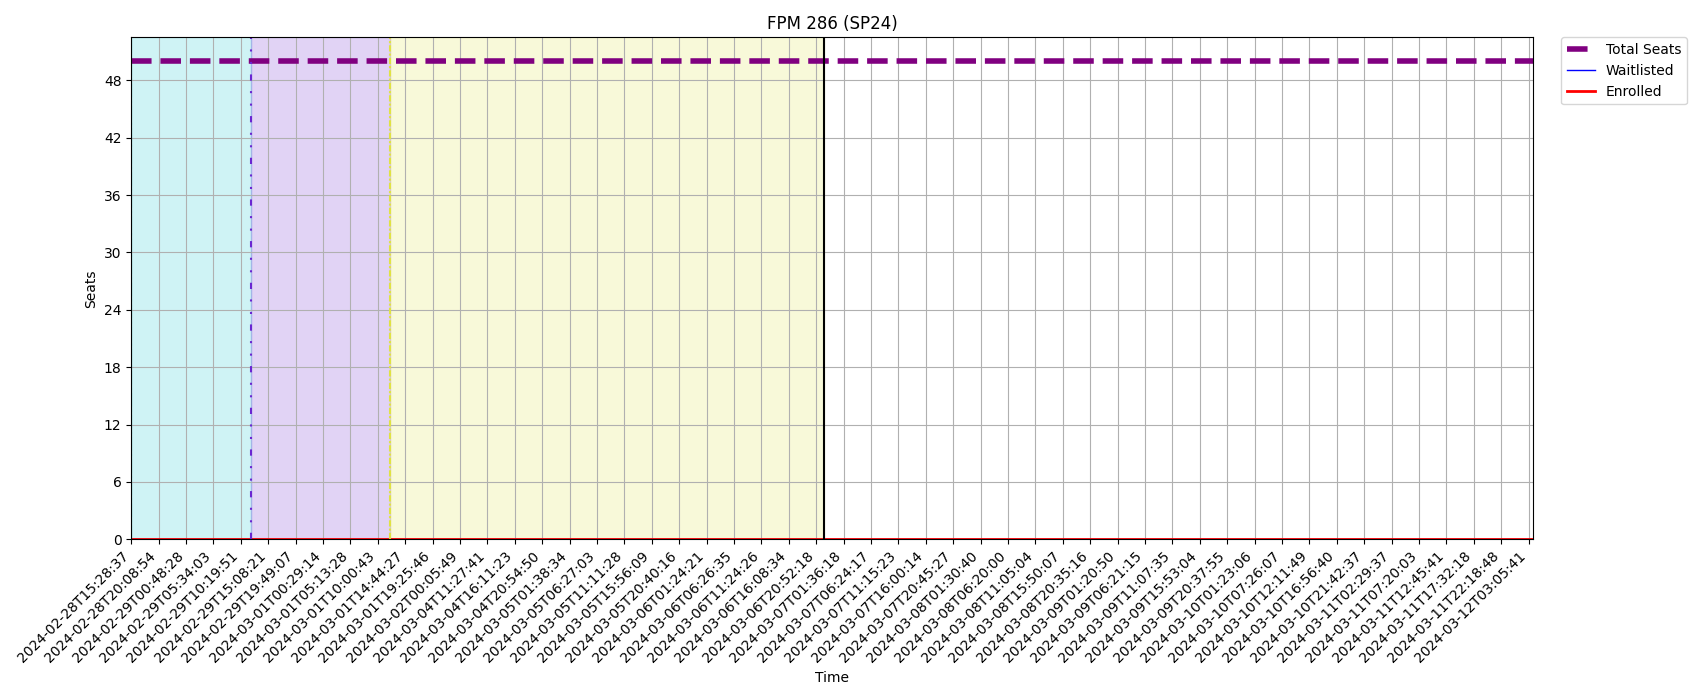 FPM 286 (SP24)
Total Seats
Waitlisted
Enrolled
Seats
48
42
36
30
24
18
12
6
0
2024-02-28T15:28:37
2024-02-28T20:08:54
2024-02-29T00:48:28
2024-02-29T05:34:03
2024-02-29T10:19:51
2024-02-29T15:08:21
2024-02-29T19:49:07
2024-03-01T00:29:14
2024-03-01T05:13:28
2024-03-01T10:00:43
2024-03-01T14:44:27
2024-03-01T19:25:46
2024-03-02T00:05:49
2024-03-04T11:27:41
2024-03-04T16:11:23
2024-03-04T20:54:50
2024-03-05T01:38:34
2024-03-05T06:27:03
2024-03-05T11:11:28
2024-03-05T15:56:09
2024-03-05T20:40:16
2024-03-06T01:24:21
2024-03-06T06:26:35
2024-03-06T11:24:26
2024-03-06T16:08:34
2024-03-06T20:52:18
2024-03-07T01:36:18
2024-03-07T06:24:17
2024-03-07T11:15:23
2024-03-07T16:00:14
2024-03-07T20:45:27
2024-03-08T01:30:40
2024-03-08T06:20:00
2024-03-08T11:05:04
2024-03-08T15:50:07
2024-03-08T20:35:16
2024-03-09T01:20:50
2024-03-09T06:21:15
2024-03-09T11:07:35
2024-03-09T15:53:04
2024-03-09T20:37:55
2024-03-10T01:23:06
2024-03-10T07:26:07
2024-03-10T12:11:49
2024-03-10T16:56:40
2024-03-10T21:42:37
2024-03-11T02:29:37
2024-03-11T07:20:03
2024-03-11T12:45:41
2024-03-11T17:32:18
2024-03-11T22:18:48
2024-03-12T03:05:41
Time